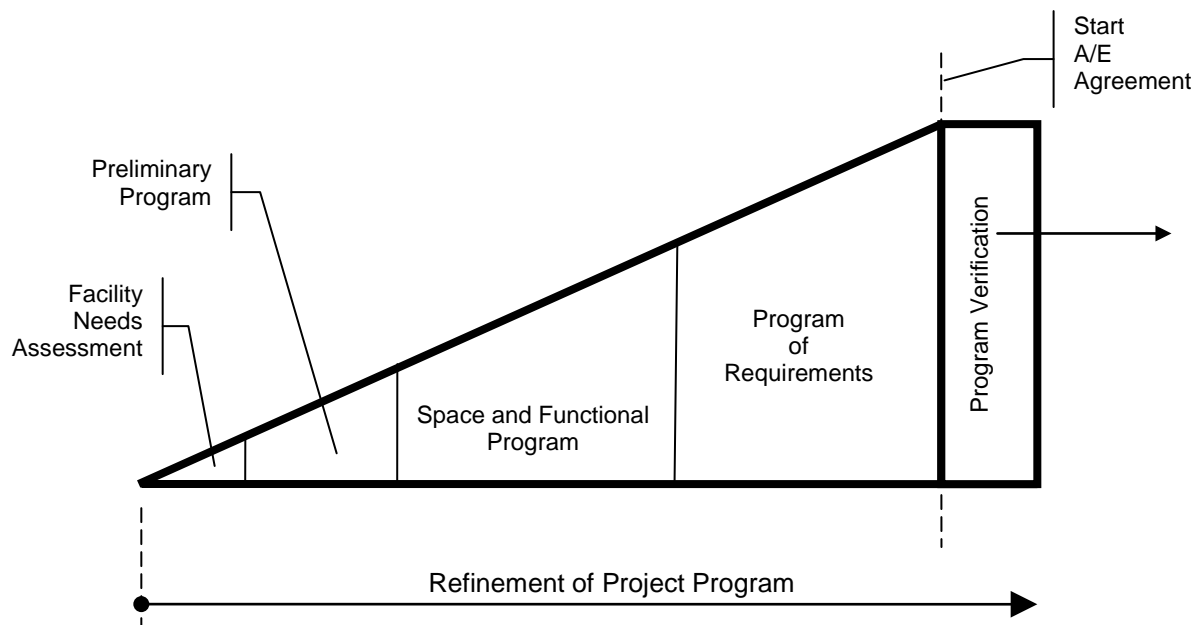 Start
A/E
Agreement
Preliminary
Program
Facility
Needs
Assessment
Space and Functional
Program
Program
of
Requirements
Program Verification
Refinement of Project Program